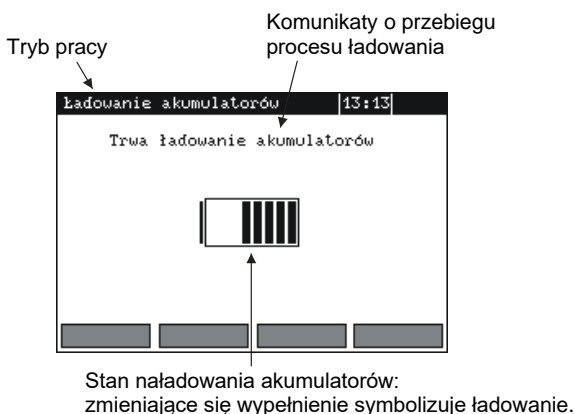 Komunikaty o przebiegu
procesu ładowania
Tryb pracy
Ładowanie akumulatorów 13:13
Trwa ładowanie akumulatorów
Stan naładowania akumulatorów:
zmieniające się wypełnienie symbolizuje ładowanie.